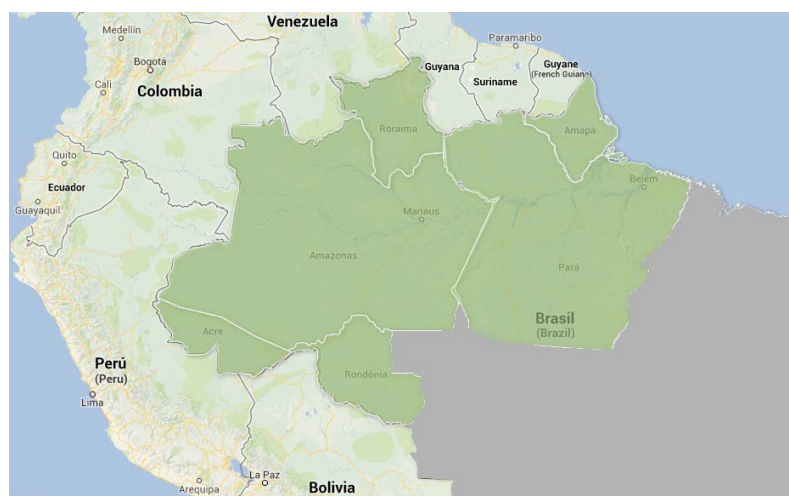 Venezuela
Medellín
Paramaribo
Bogotá
Guyana
Guyane
(French Guiana)
Suriname
Cali
Colombia
Roraima
Amapá
Quito
Ecuador
Belém
Guayaquil
Manaus
Amazonas
Pará
Brasil
(Brazil)
Acre
Perú
(Peru)
Rondônia
Lima
La Paz
Arequipa
Bolivia